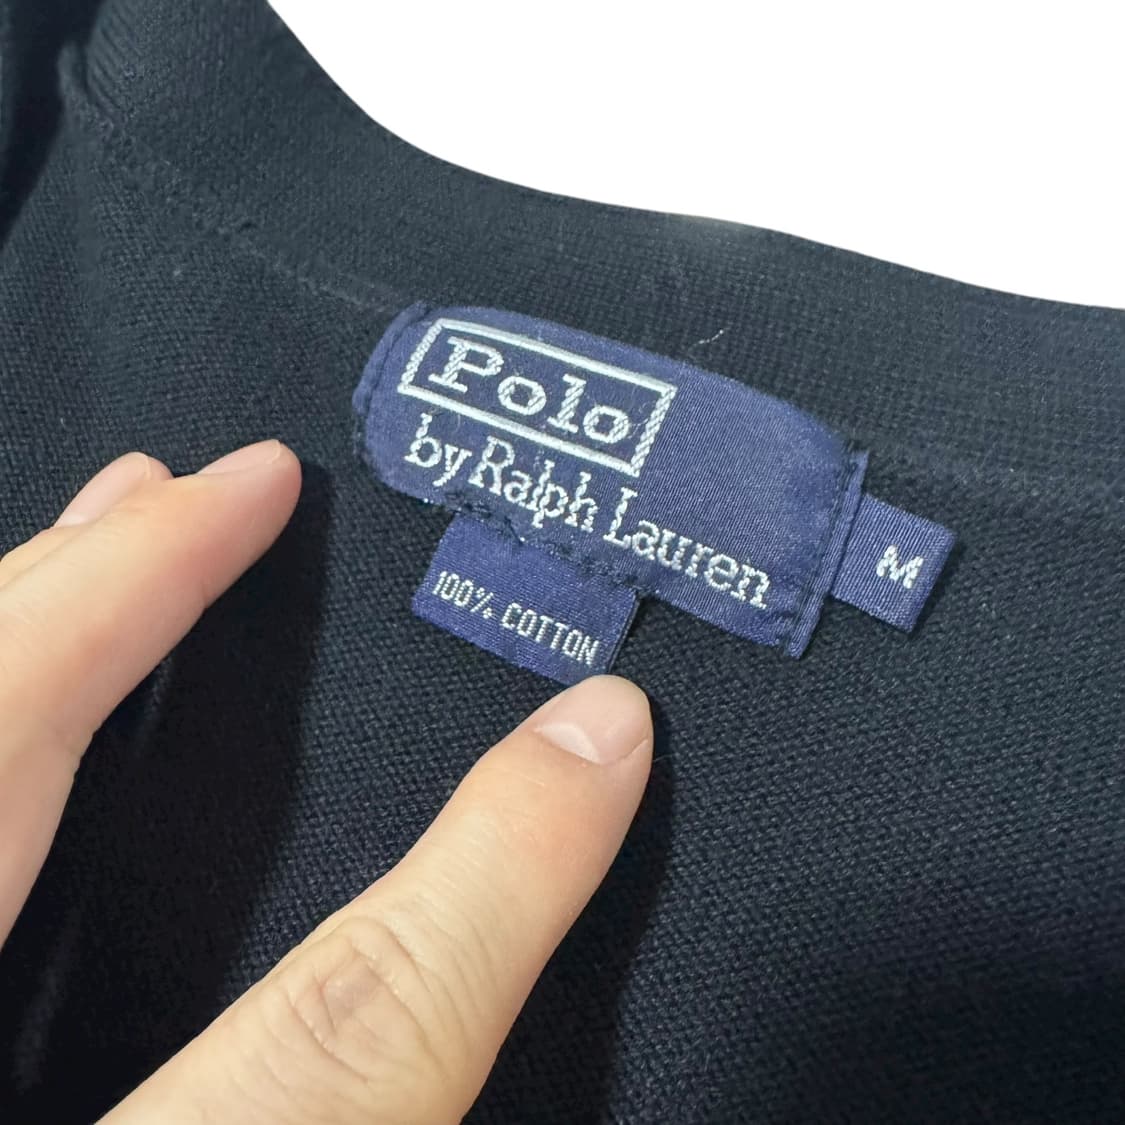 Polo
by Ralph Lauren
M
100% COTTON